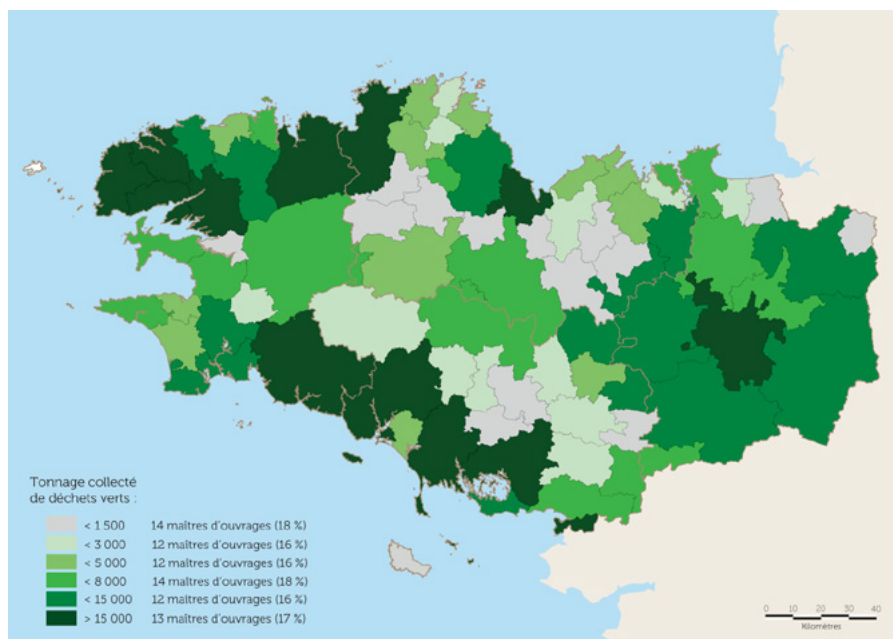 Tonnage collecté
de déchets verts :
< 1 500 14 maîtres d'ouvrages (18 %)
< 3 000 12 maîtres d'ouvrages (16 %)
< 5 000 12 maîtres d'ouvrages (16 %)
< 8 000 14 maîtres d'ouvrages (18 %)
< 15 000 12 maîtres d'ouvrages (16 %)
> 15 000 13 maîtres d'ouvrages (17 %)
0 10 20 30 40
Kilomètres